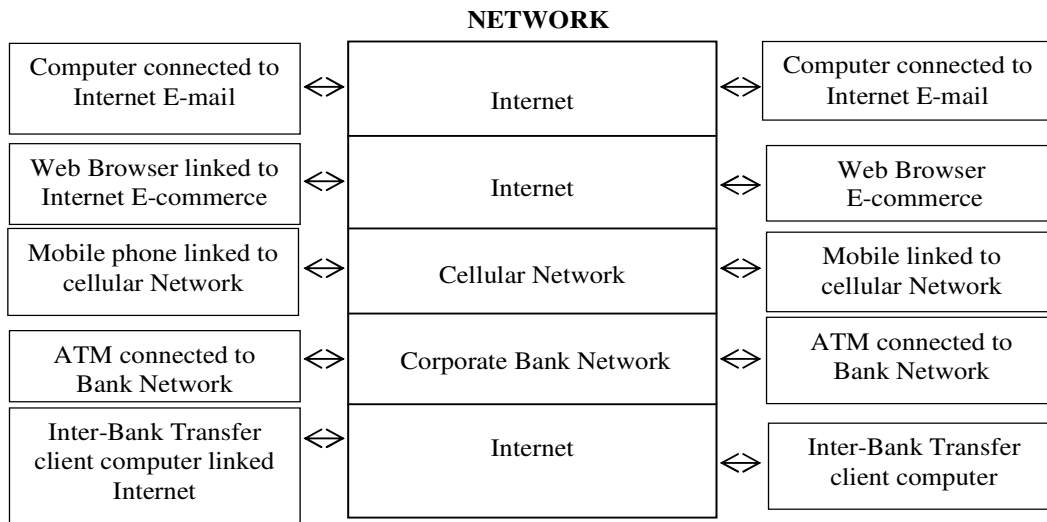 NETWORK
Computer connected to
Internet E-mail
Internet
Computer connected to
Internet E-mail
Web Browser linked to
Internet E-commerce
Internet
Web Browser
E-commerce
Mobile phone linked to
cellular Network
Cellular Network
Mobile linked to
cellular Network
ATM connected to
Bank Network
Corporate Bank Network
ATM connected to
Bank Network
Inter-Bank Transfer
client computer linked
Internet
Internet
Inter-Bank Transfer
client computer